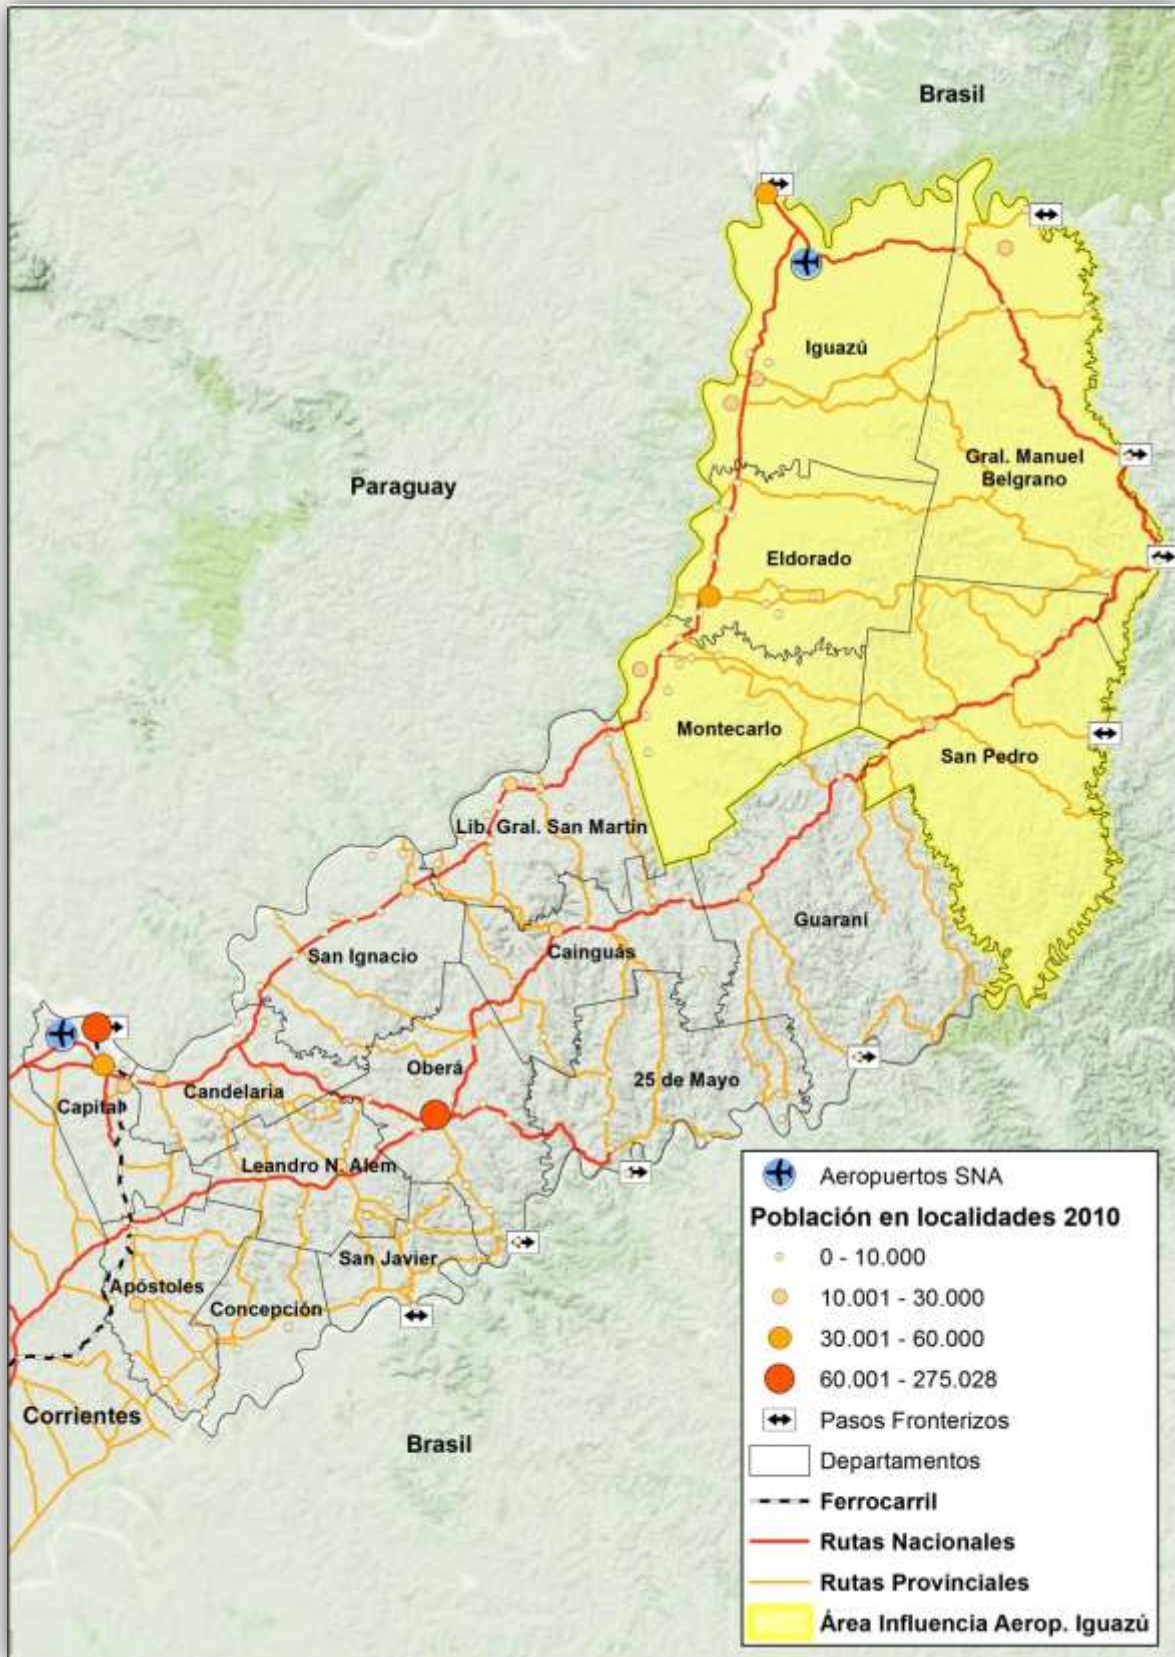 Brasil
Iguazú
Gral. Manuel
Belgrano
Paraguay
Eldorado
Montecarlo
San Pedro
Lib. Gral. San Martín
Guaraní
San Ignacio
Cainguás
Oberá
25 de Mayo
Candelaria
Capital
Leandro N. Alem
San Javier
Apóstoles
Concepción
Corrientes
Brasil
Aeropuertos SNA
Población en localidades 2010
0 - 10.000
10.001 - 30.000
30.001 - 60.000
60.001 - 275.028
Pasos Fronterizos
Departamentos
Ferrocarril
Rutas Nacionales
Rutas Provinciales
Área Influencia Aerop. Iguazú